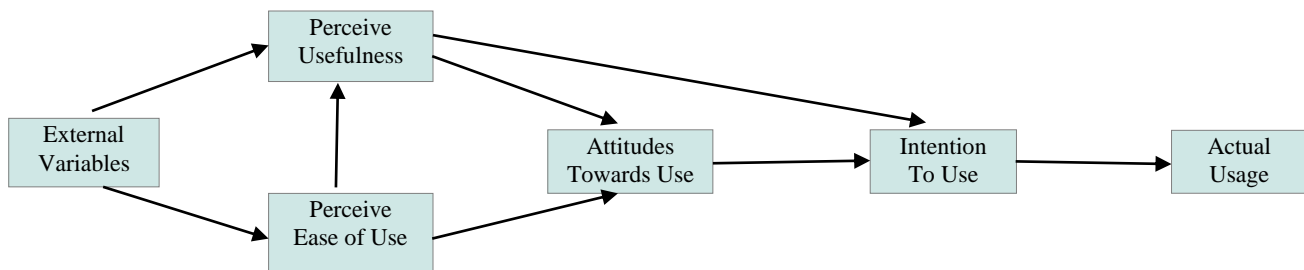 Perceive
Usefulness
External
Variables
Perceive
Ease of Use
Attitudes
Towards Use
Intention
To Use
Actual
Usage